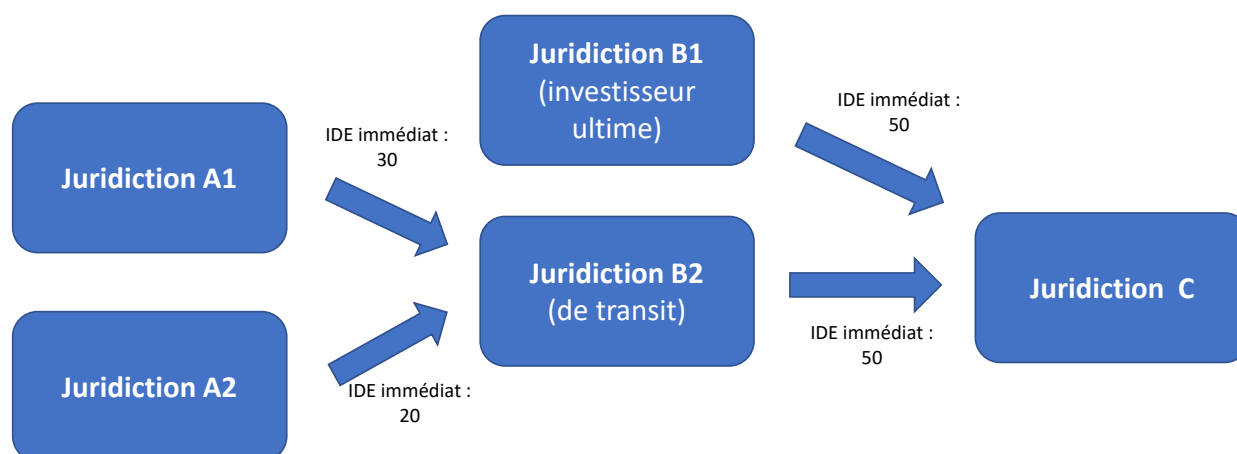 Juridiction B1
(investisseur
ultime)
IDE immédiat :
50
IDE immédiat :
30
Juridiction A1
Juridiction B2
(de transit)
Juridiction C
IDE immédiat :
50
Juridiction A2
IDE immédiat :
20